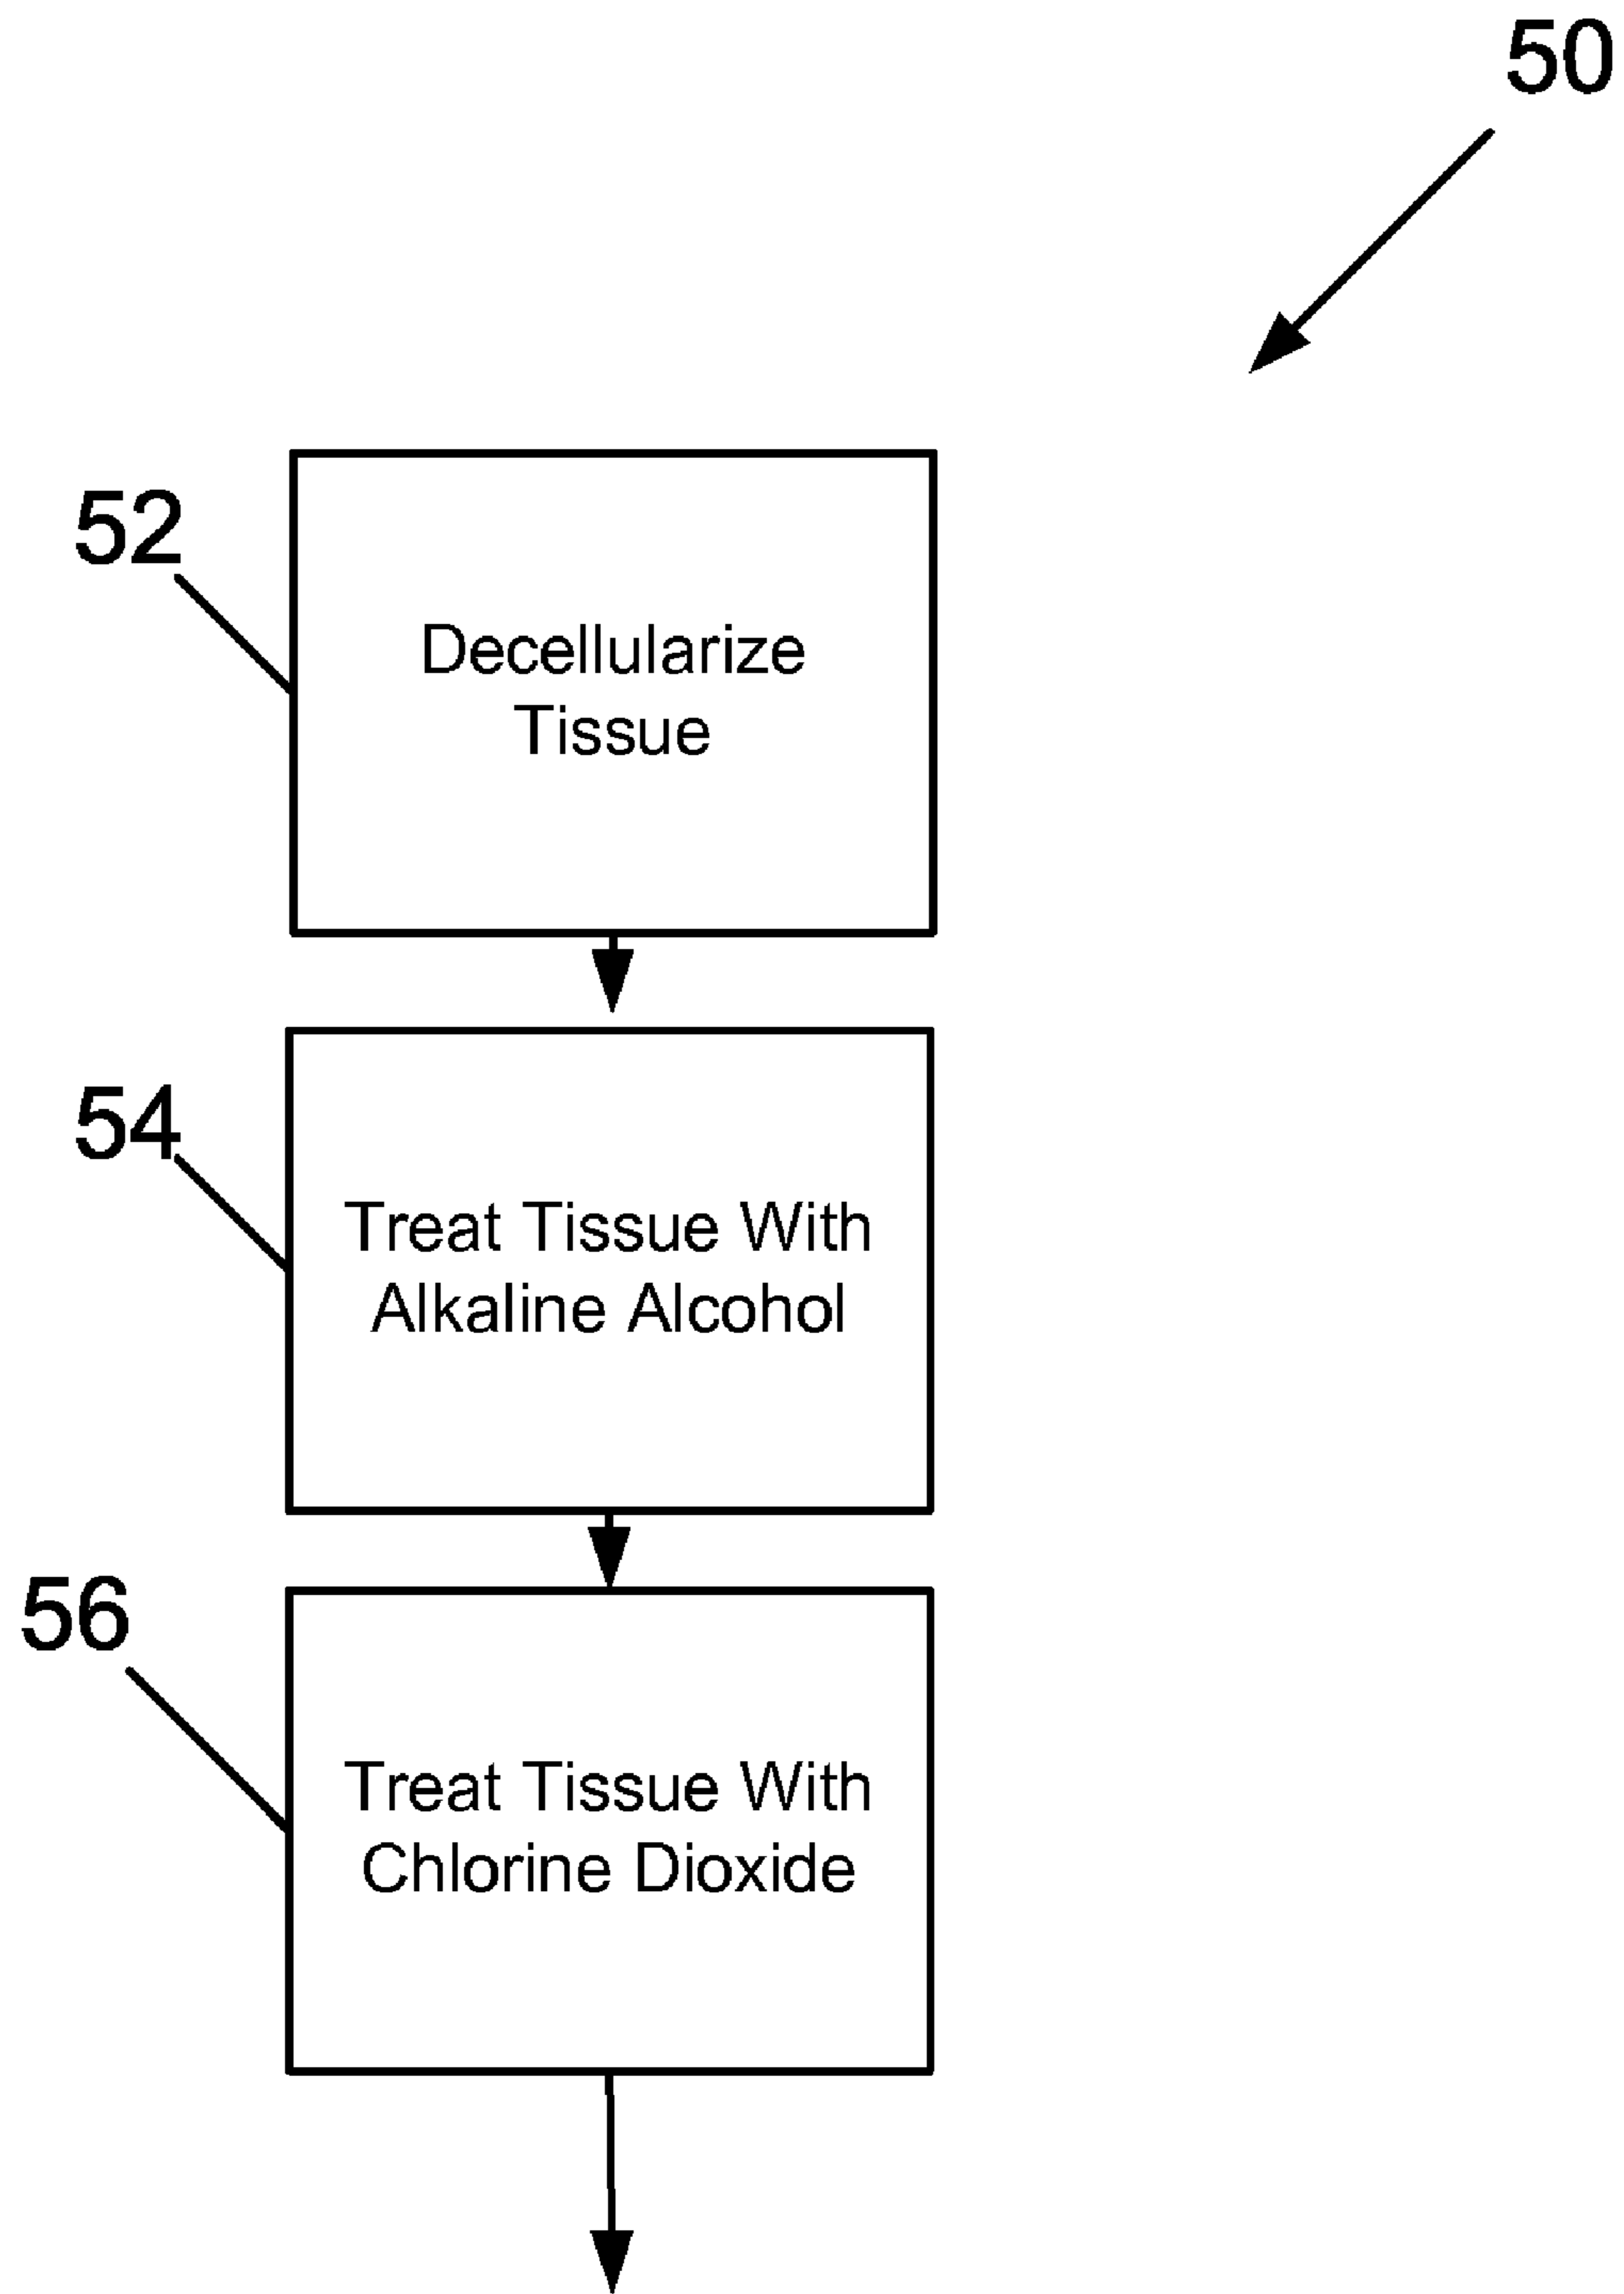 50
52
Decellularize
Tissue
54
Treat Tissue With
Alkaline Alcohol
56
Treat Tissue With
Chlorine Dioxide